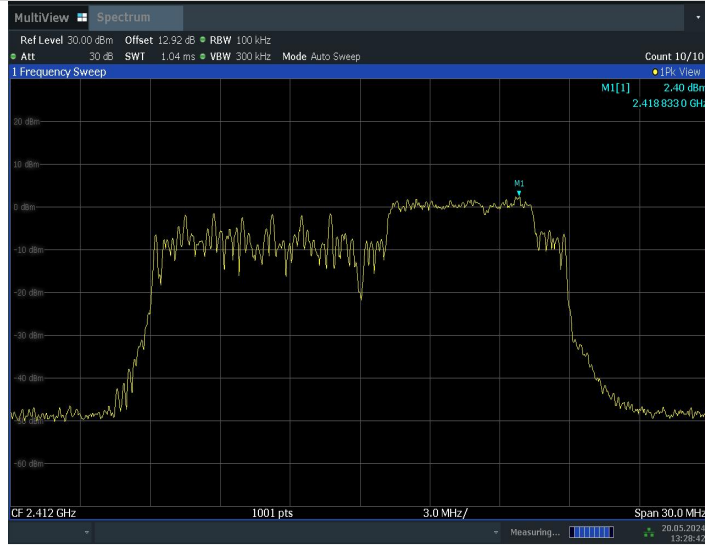 MultiView Spectrum
Ref Level 30.00 dBm Offset 12.92 dB RBW 100 kHz
Att 30 dB SWT 1.04 ms VBW 300 kHz Mode Auto Sweep Count 10/10
1 Frequency Sweep 1Pk View
M1[1] 2.40 dBm
2.418 833 0 GHz
20 dBm
10 dBm
M1
0 dBm
-10 dBm
-20 dBm
-30 dBm
-40 dBm
-50 dBm
-60 dBm
CF 2.412 GHz 1001 pts 3.0 MHz/ Span 30.0 MHz
Measuring... 20.05.2024
13:28:42